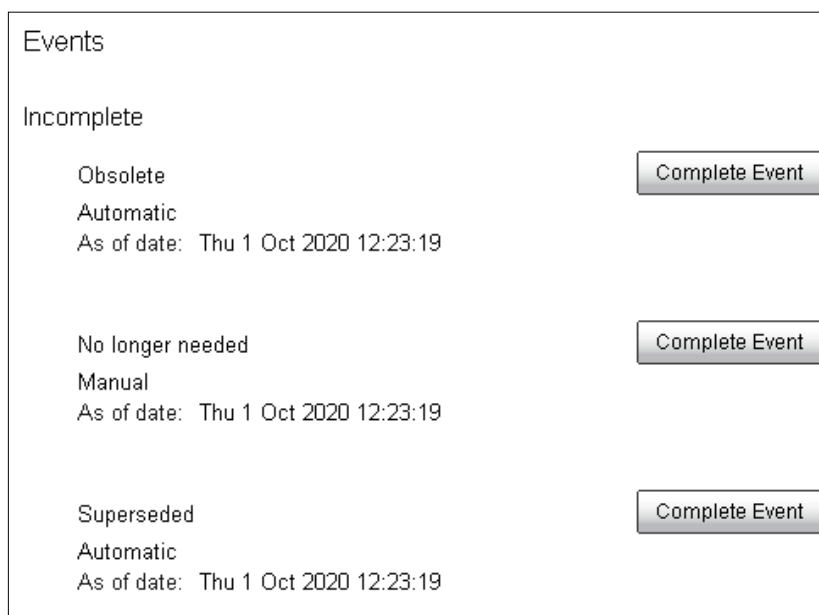 Events
Incomplete
Obsolete
Complete Event
Automatic
As of date: Thu 1 Oct 2020 12:23:19
No longer needed
Complete Event
Manual
As of date: Thu 1 Oct 2020 12:23:19
Superseded
Complete Event
Automatic
As of date: Thu 1 Oct 2020 12:23:19